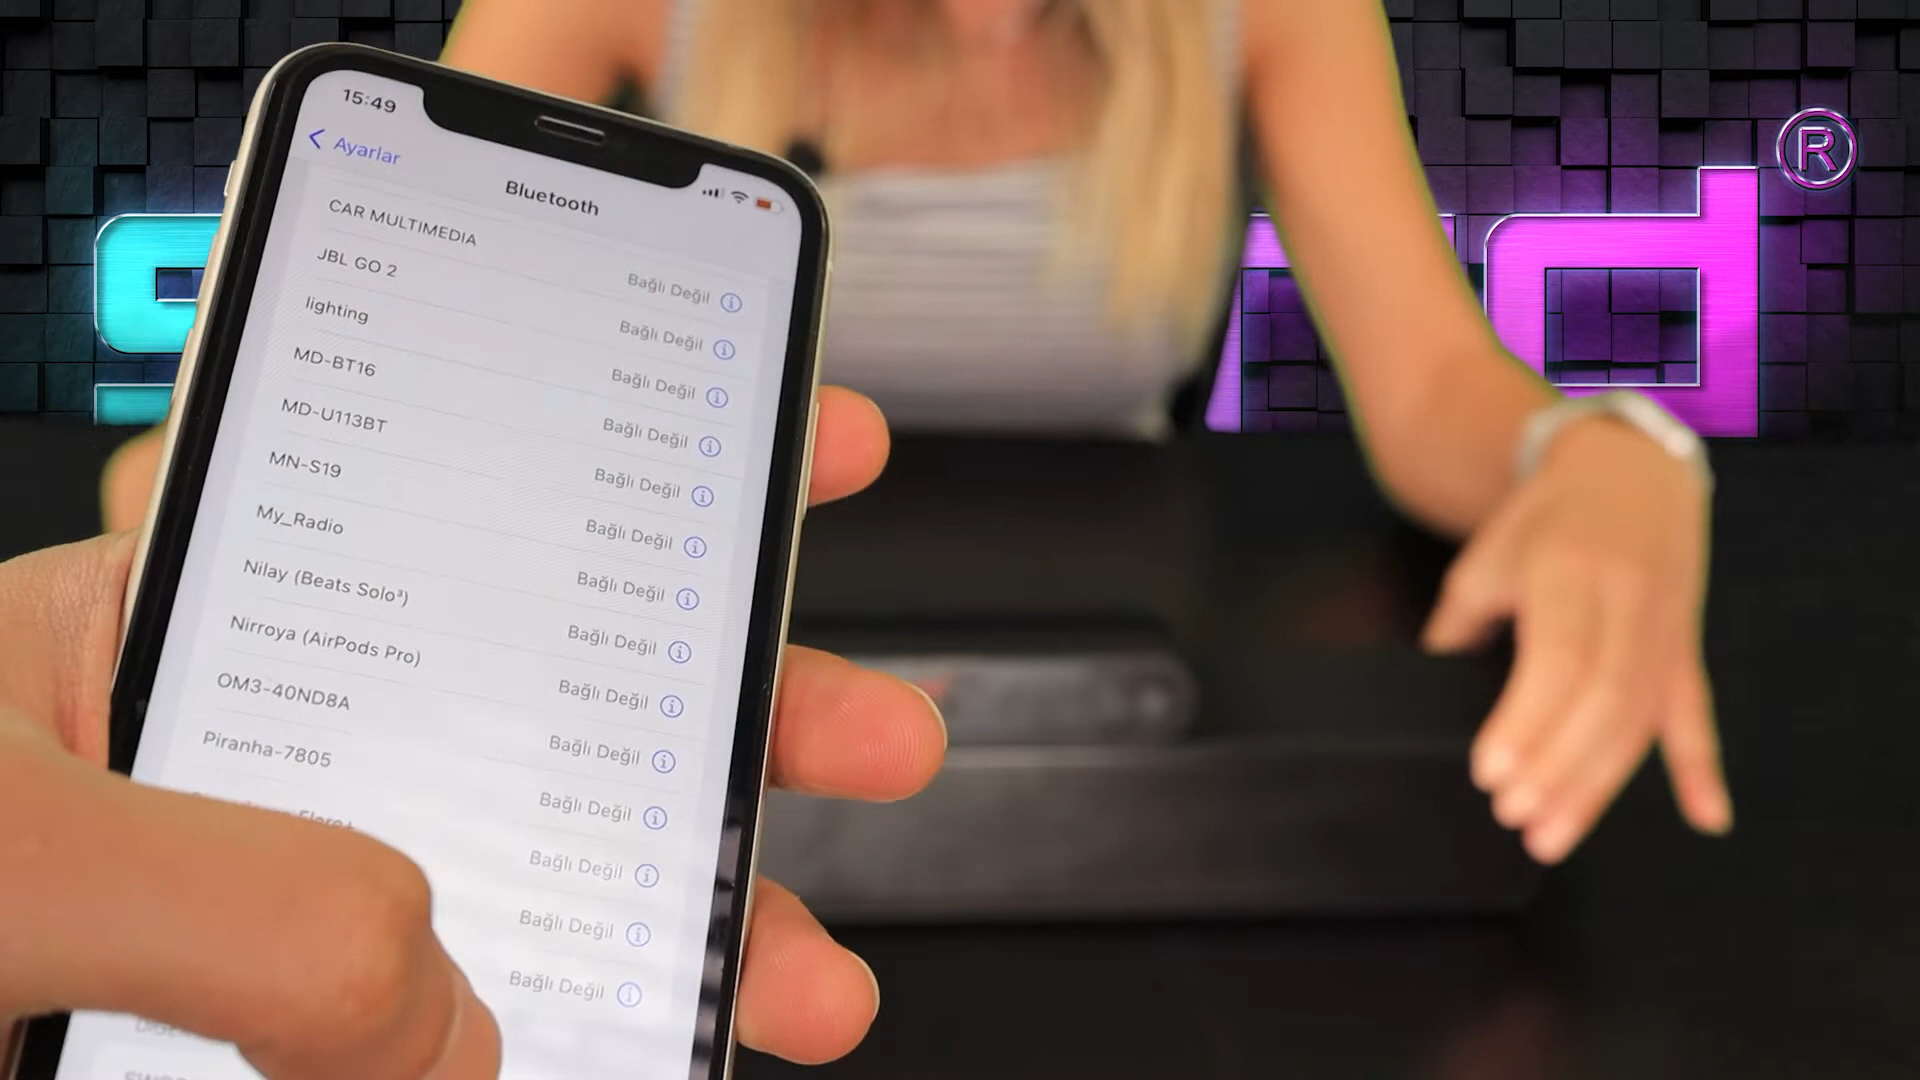 15:49
Ayarlar
Bluetooth
CAR MULTIMEDIA
Bağlı Değil
JBL GO 2
Bağlı Değil
lighting
Bağlı Değil
MD-BT16
Bağlı Değil
MD-U113BT
Bağlı Değil
MN-S19
Bağlı Değil
My_Radio
Bağlı Değil
Nilay (Beats Solo³)
Bağlı Değil
Nirroya (AirPods Pro)
Bağlı Değil
OM3-40ND8A
Bağlı Değil
Piranha-7805
Bağlı Değil
Bağlı Değil
Bağlı Değil
Bağlı Değil
d
®